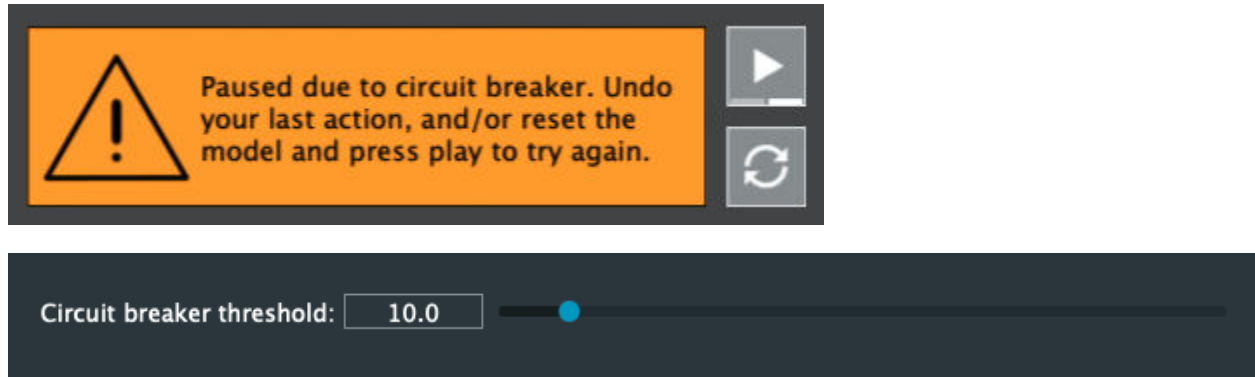 Paused due to circuit breaker. Undo
your last action, and/or reset the
model and press play to try again.
Circuit breaker threshold: 10.0